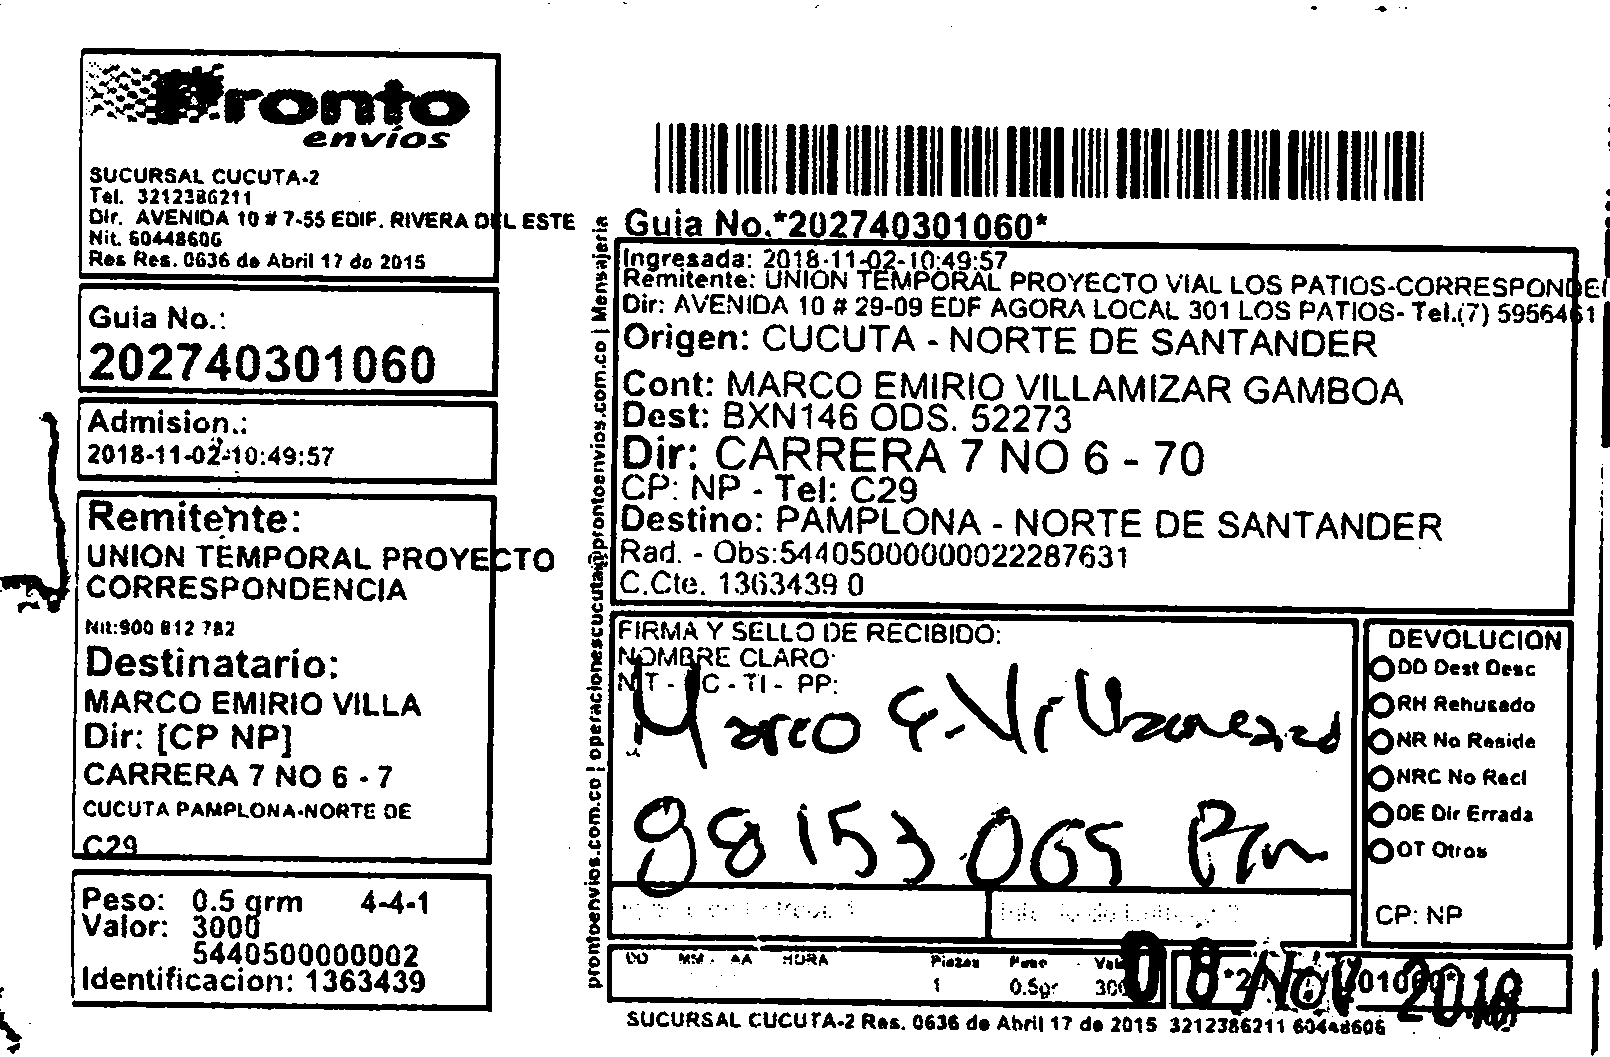 Pronto
envíos
SUCURSAL CUCUTA-2
Tel. 3212386211
Dir. AVENIDA 10 # 7-55 EDIF. RIVERA DEL ESTE
Nit. 60448606
Res Res. 0636 de Abril 17 de 2015
Guia No.:
202740301060
Admision.:
2018-11-02-10:49:57
Remitente:
UNION TEMPORAL PROYECTO
CORRESPONDENCIA
Nit:900 812 782
Destinatario:
MARCO EMIRIO VILLA
Dir: [CP NP]
CARRERA 7 NO 6 - 7
CUCUTA PAMPLONA-NORTE DE
C29
Peso: 0.5 grm 4-4-1
Valor: 3000
5440500000002
Identificacion: 1363439
prontoenvios.com.co | operacionescucuta@prontoenvios.com.co | Mensajeria
Guia No.*202740301060*
Ingresada: 2018-11-02-10:49:57
Remitente: UNION TEMPORAL PROYECTO VIAL LOS PATIOS-CORRESPONDE
Dir: AVENIDA 10 # 29-09 EDF AGORA LOCAL 301 LOS PATIOS- Tel.(7) 5956461
Origen: CUCUTA - NORTE DE SANTANDER
Cont: MARCO EMIRIO VILLAMIZAR GAMBOA
Dest: BXN146 ODS. 52273
Dir: CARRERA 7 NO 6 - 70
CP: NP - Tel: C29
Destino: PAMPLONA - NORTE DE SANTANDER
Rad. - Obs:54405000000022287631
C.Cte. 1363439 0
FIRMA Y SELLO DE RECIBIDO:
NOMBRE CLARO:
NIT - CC - TI - PP:
Marco E. Villamizar
98153065
DEVOLUCION
DD Dest Desc
RH Rehusado
NR No Reside
NRC No Recl
DE Dir Errada
OT Otros
CP: NP
DD MM AA HORA Piezas Peso
1 0.5gr
08 NOV 2018
SUCURSAL CUCUTA-2 Res. 0636 de Abril 17 de 2015 3212386211 60448606